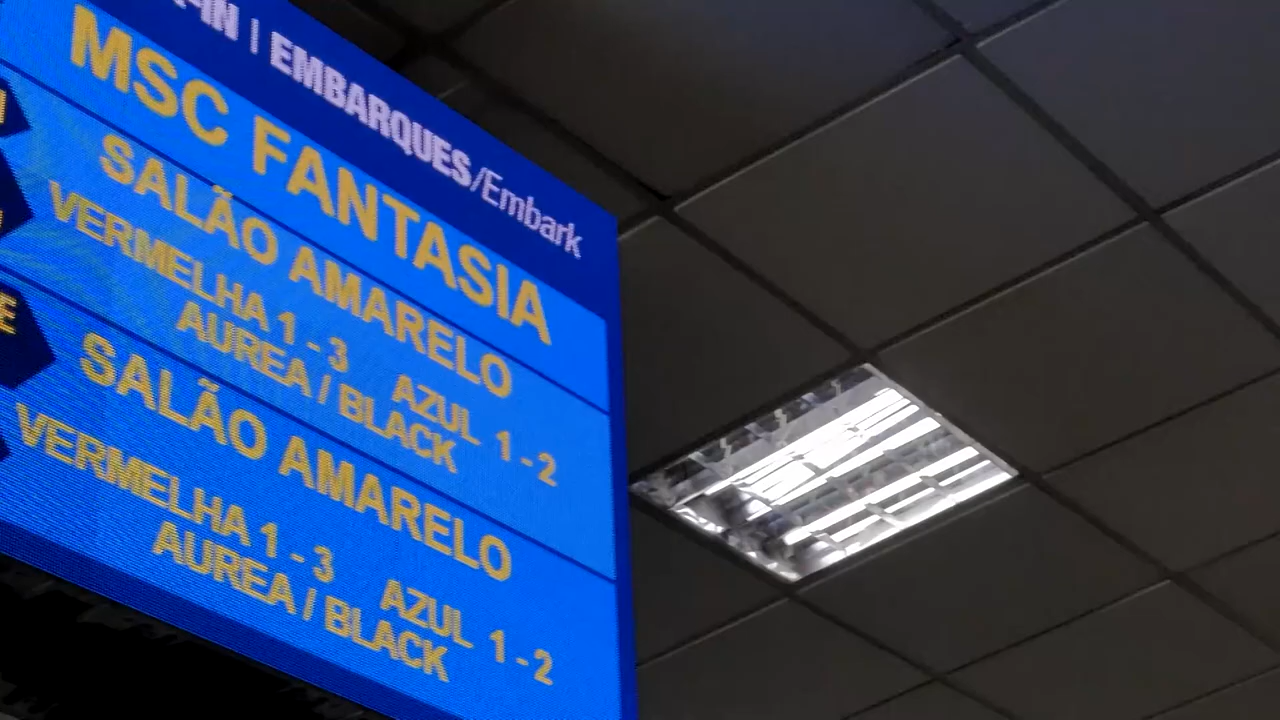 -IN | EMBARQUES/Embark
MSC FANTASIA
SALÃO AMARELO
VERMELHA 1 - 3 AZUL 1 - 2
AUREA / BLACK
SALÃO AMARELO
VERMELHA 1 - 3 AZUL 1 - 2
AUREA / BLACK